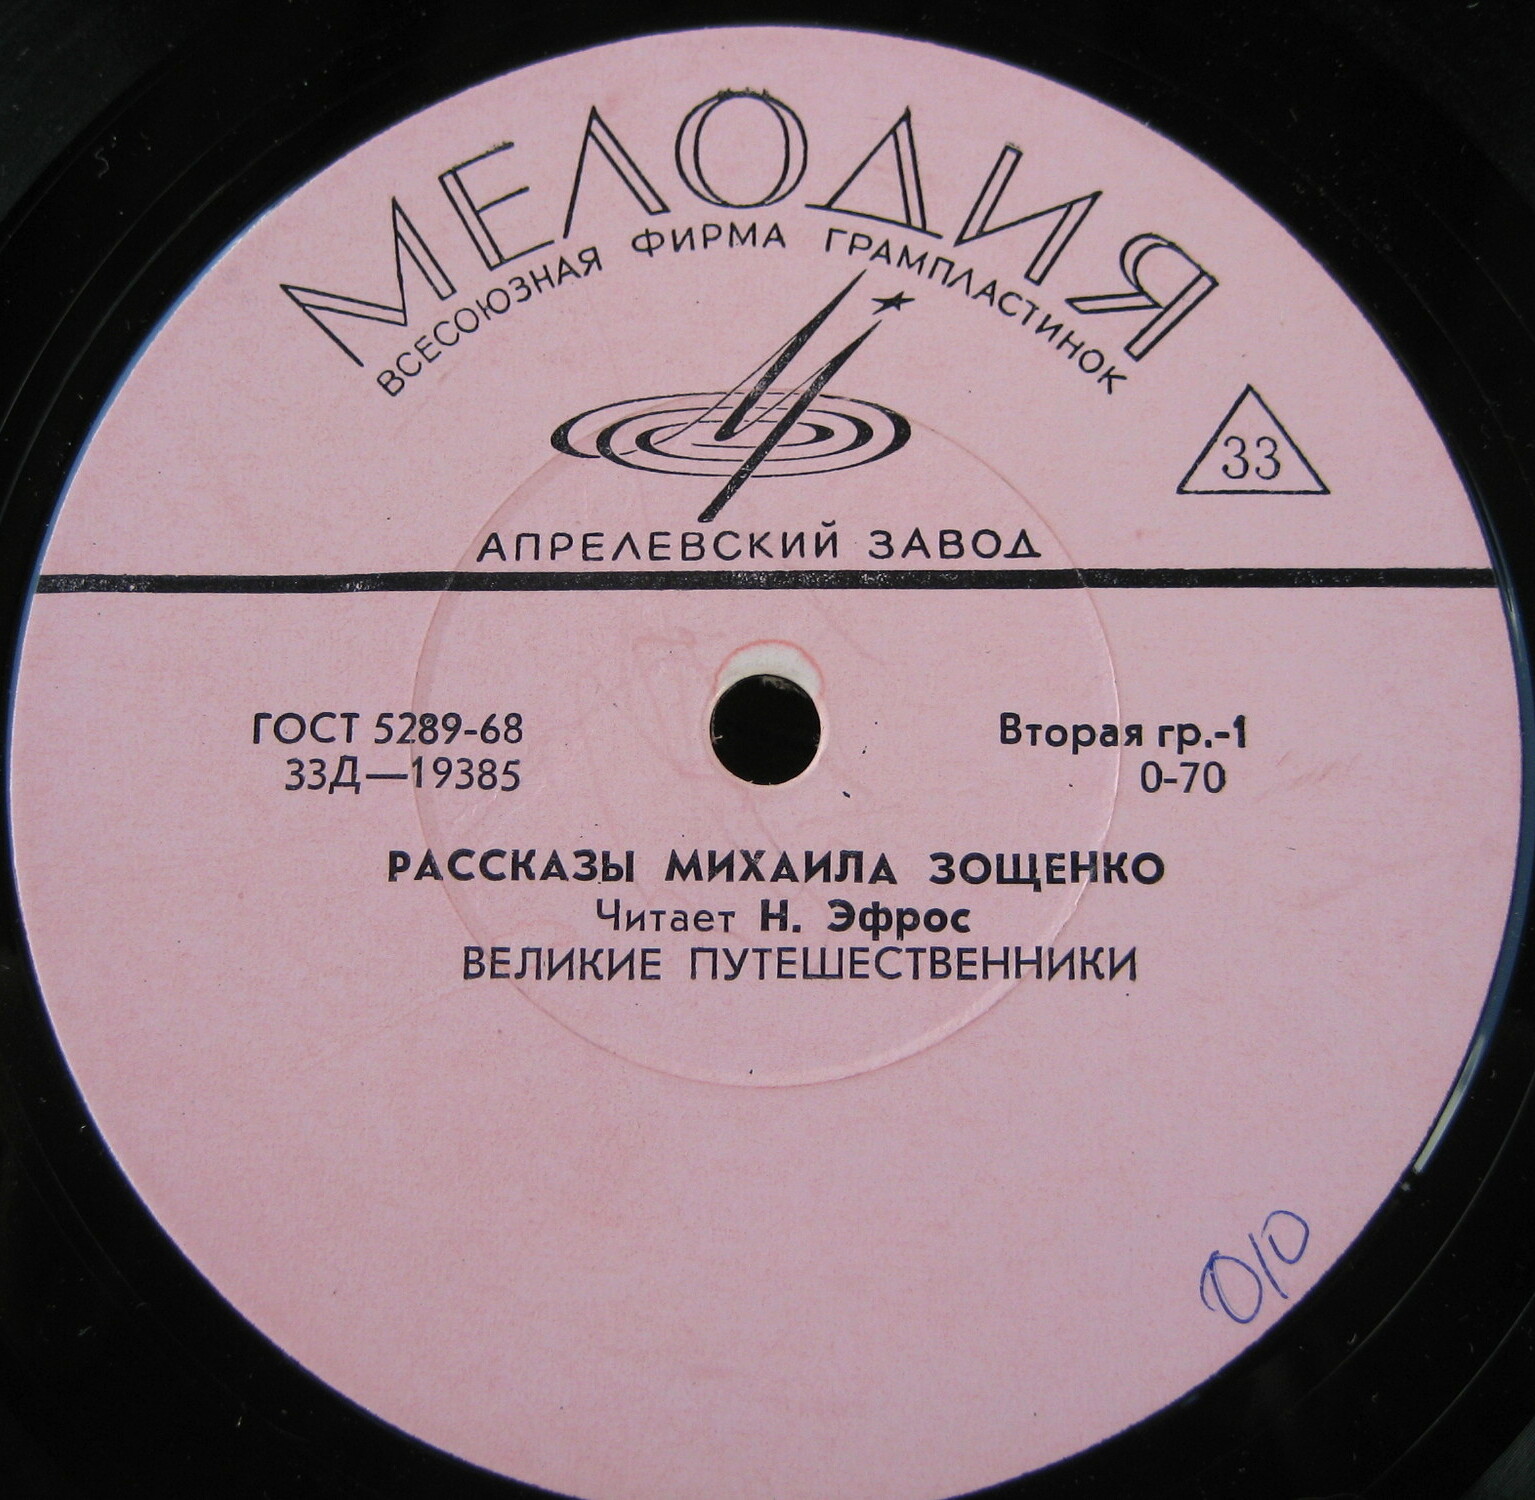 МЕЛОДИЯ
ВСЕСОЮЗНАЯ ФИРМА ГРАМПЛАСТИНОК
33
АПРЕЛЕВСКИЙ ЗАВОД
ГОСТ 5289-68
33Д—19385
Вторая гр.-1
0-70
РАССКАЗЫ МИХАИЛА ЗОЩЕНКО
Читает Н. Эфрос
ВЕЛИКИЕ ПУТЕШЕСТВЕННИКИ